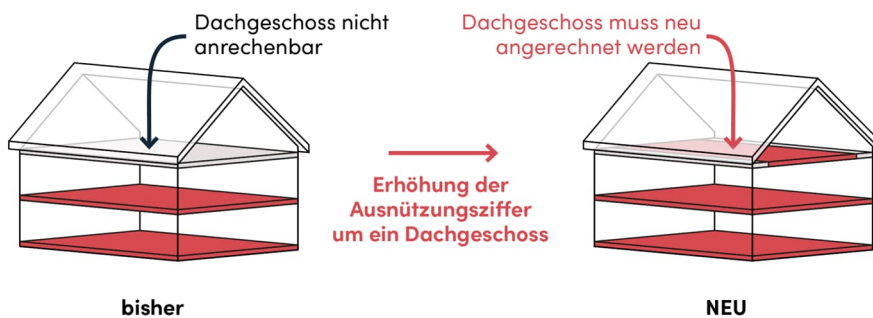 Dachgeschoss nicht
anrechenbar
Dachgeschoss muss neu
angerechnet werden
Erhöhung der
Ausnützungsziffer
um ein Dachgeschoss
bisher
NEU